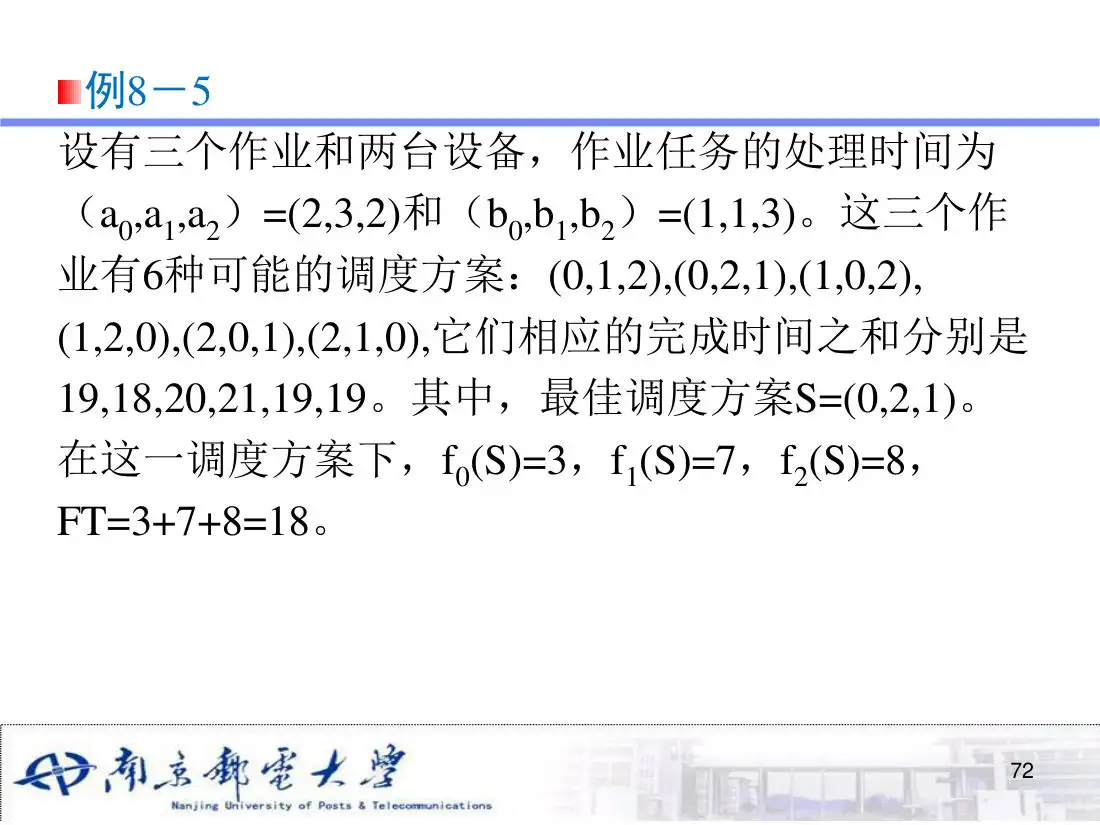 例8－5
设有三个作业和两台设备，作业任务的处理时间为
（a0,a1,a2）=(2,3,2)和（b0,b1,b2）=(1,1,3)。这三个作
业有6种可能的调度方案：(0,1,2),(0,2,1),(1,0,2),
(1,2,0),(2,0,1),(2,1,0),它们相应的完成时间之和分别是
19,18,20,21,19,19。其中，最佳调度方案S=(0,2,1)。
在这一调度方案下，f0(S)=3，f1(S)=7，f2(S)=8，
FT=3+7+8=18。
南京郵電大學
Nanjing University of Posts & Telecommunications
72